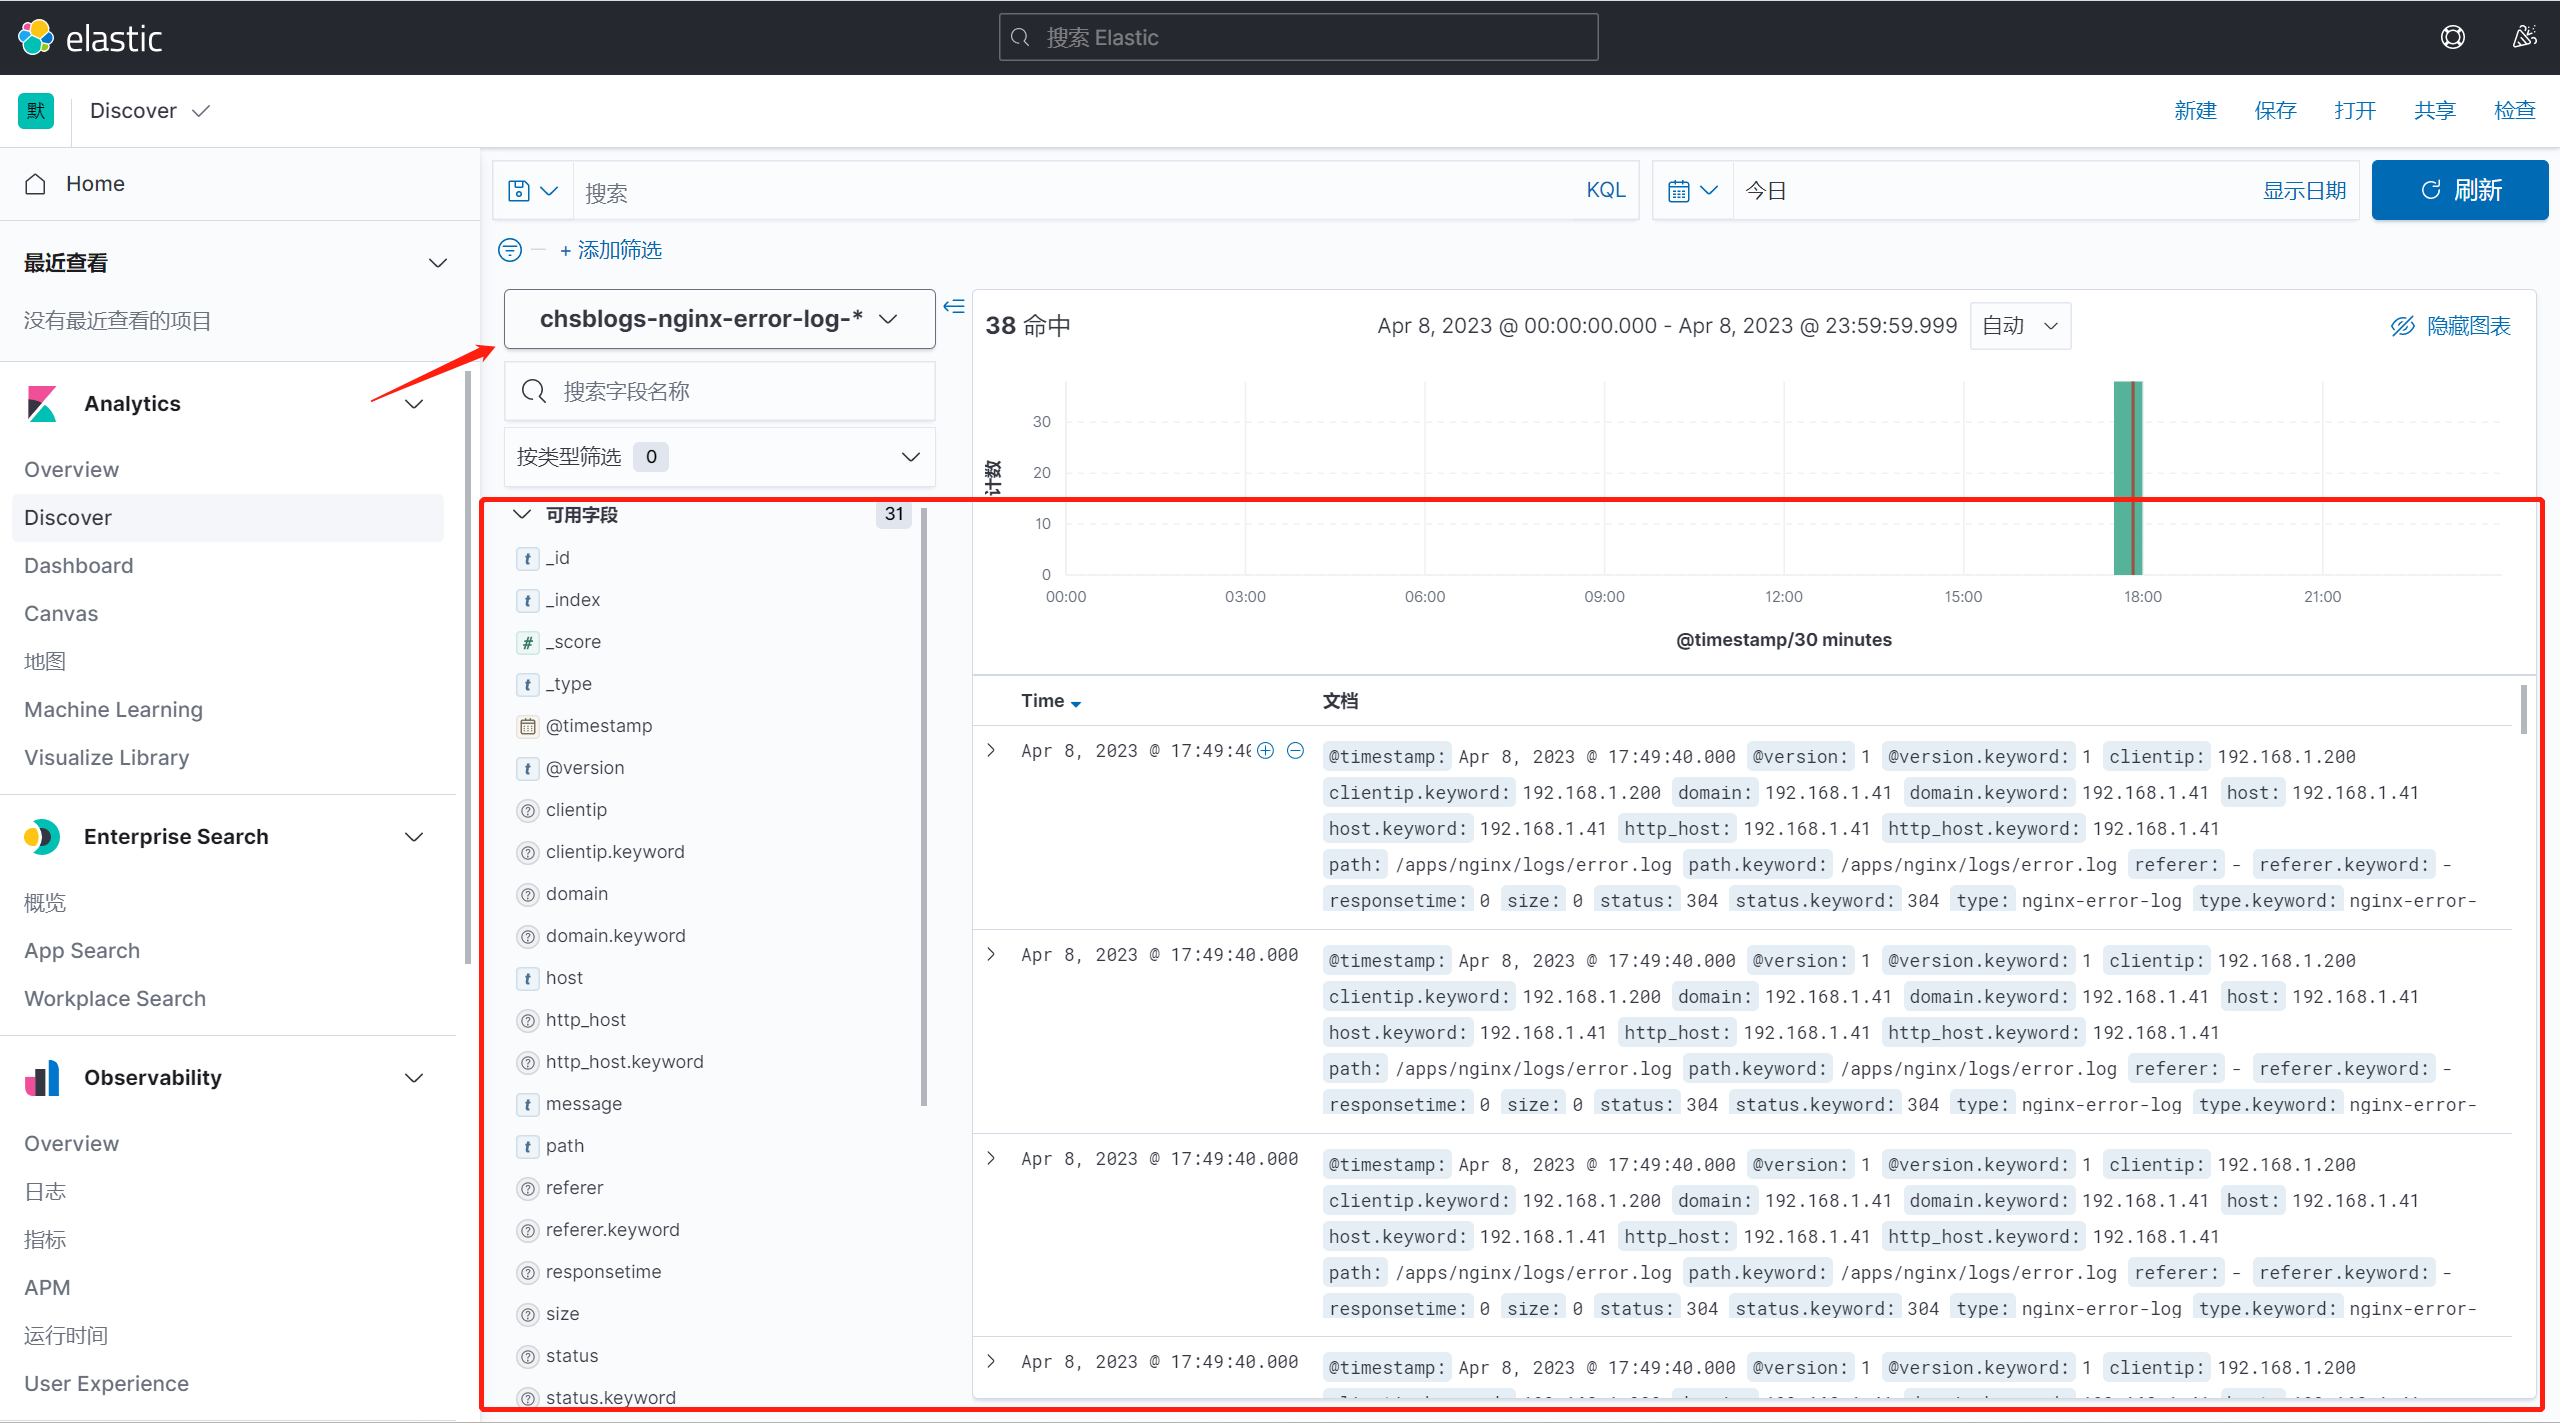 elastic
搜索 Elastic
默
Discover
新建 保存 打开 共享 检查
Home
最近查看
没有最近查看的项目
Analytics
Overview
Discover
Dashboard
Canvas
地图
Machine Learning
Visualize Library
Enterprise Search
概览
App Search
Workplace Search
Observability
Overview
日志
指标
APM
运行时间
User Experience
搜索
KQL
今日
显示日期
刷新
+ 添加筛选
chsblogs-nginx-error-log-*
搜索字段名称
按类型筛选 0
可用字段 31
t _id
t _index
# _score
t _type
@timestamp
t @version
? clientip
? clientip.keyword
? domain
? domain.keyword
t host
? http_host
? http_host.keyword
t message
t path
? referer
? referer.keyword
? responsetime
? size
? status
? status.keyword
38 命中
Apr 8, 2023 @ 00:00:00.000 - Apr 8, 2023 @ 23:59:59.999
自动
隐藏图表
计数
30
20
10
0
00:00 03:00 06:00 09:00 12:00 15:00 18:00 21:00
@timestamp/30 minutes
Time 文档
Apr 8, 2023 @ 17:49:40
@timestamp: Apr 8, 2023 @ 17:49:40.000 @version: 1 @version.keyword: 1 clientip: 192.168.1.200
clientip.keyword: 192.168.1.200 domain: 192.168.1.41 domain.keyword: 192.168.1.41 host: 192.168.1.41
host.keyword: 192.168.1.41 http_host: 192.168.1.41 http_host.keyword: 192.168.1.41
path: /apps/nginx/logs/error.log path.keyword: /apps/nginx/logs/error.log referer: - referer.keyword: -
responsetime: 0 size: 0 status: 304 status.keyword: 304 type: nginx-error-log type.keyword: nginx-error-
Apr 8, 2023 @ 17:49:40.000
@timestamp: Apr 8, 2023 @ 17:49:40.000 @version: 1 @version.keyword: 1 clientip: 192.168.1.200
clientip.keyword: 192.168.1.200 domain: 192.168.1.41 domain.keyword: 192.168.1.41 host: 192.168.1.41
host.keyword: 192.168.1.41 http_host: 192.168.1.41 http_host.keyword: 192.168.1.41
path: /apps/nginx/logs/error.log path.keyword: /apps/nginx/logs/error.log referer: - referer.keyword: -
responsetime: 0 size: 0 status: 304 status.keyword: 304 type: nginx-error-log type.keyword: nginx-error-
Apr 8, 2023 @ 17:49:40.000
@timestamp: Apr 8, 2023 @ 17:49:40.000 @version: 1 @version.keyword: 1 clientip: 192.168.1.200
clientip.keyword: 192.168.1.200 domain: 192.168.1.41 domain.keyword: 192.168.1.41 host: 192.168.1.41
host.keyword: 192.168.1.41 http_host: 192.168.1.41 http_host.keyword: 192.168.1.41
path: /apps/nginx/logs/error.log path.keyword: /apps/nginx/logs/error.log referer: - referer.keyword: -
responsetime: 0 size: 0 status: 304 status.keyword: 304 type: nginx-error-log type.keyword: nginx-error-
Apr 8, 2023 @ 17:49:40.000
@timestamp: Apr 8, 2023 @ 17:49:40.000 @version: 1 @version.keyword: 1 clientip: 192.168.1.200